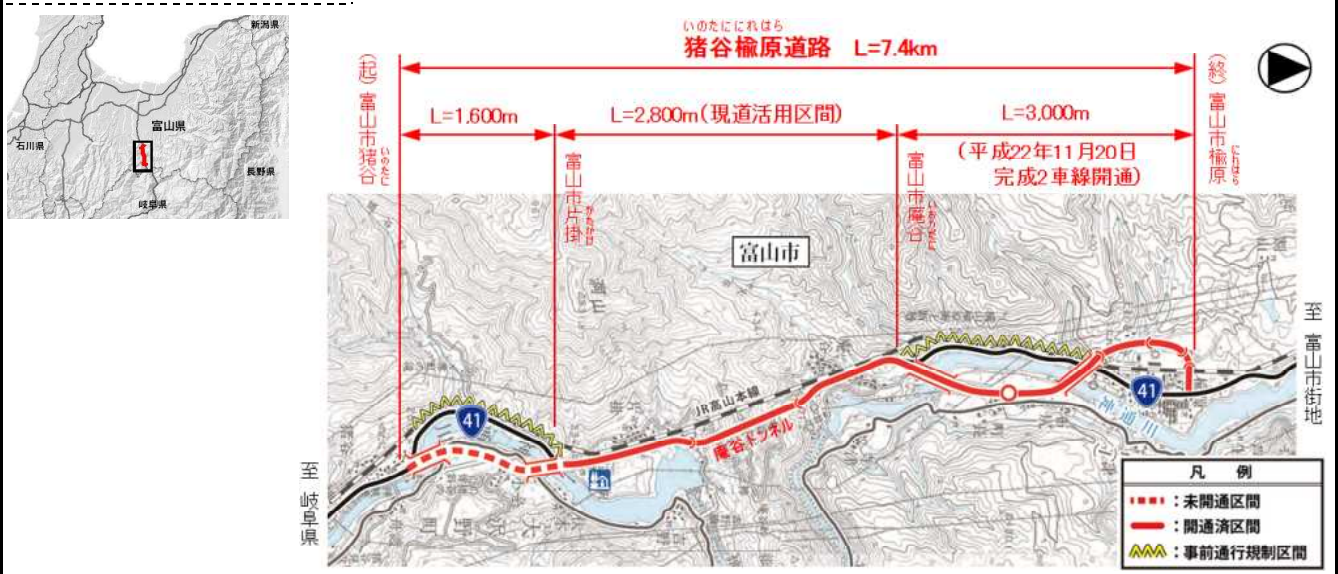 新潟県
富山県
石川県
長野県
岐阜県
いのたににれはら
猪谷楡原道路 L=7.4km
(起)富山市猪谷
いのたに
(終)富山市楡原
にれはら
L=1,600m
L=2,800m(現道活用区間)
L=3,000m
(平成22年11月20日
完成2車線開通)
富山市片掛
かたかけ
富山市庵谷
いおりだに
富山市
至 富山市街地
至 岐阜県
41
41
JR高山本線
庵谷トンネル
神通川
凡 例
:未開通区間
:開通済区間
:事前通行規制区間